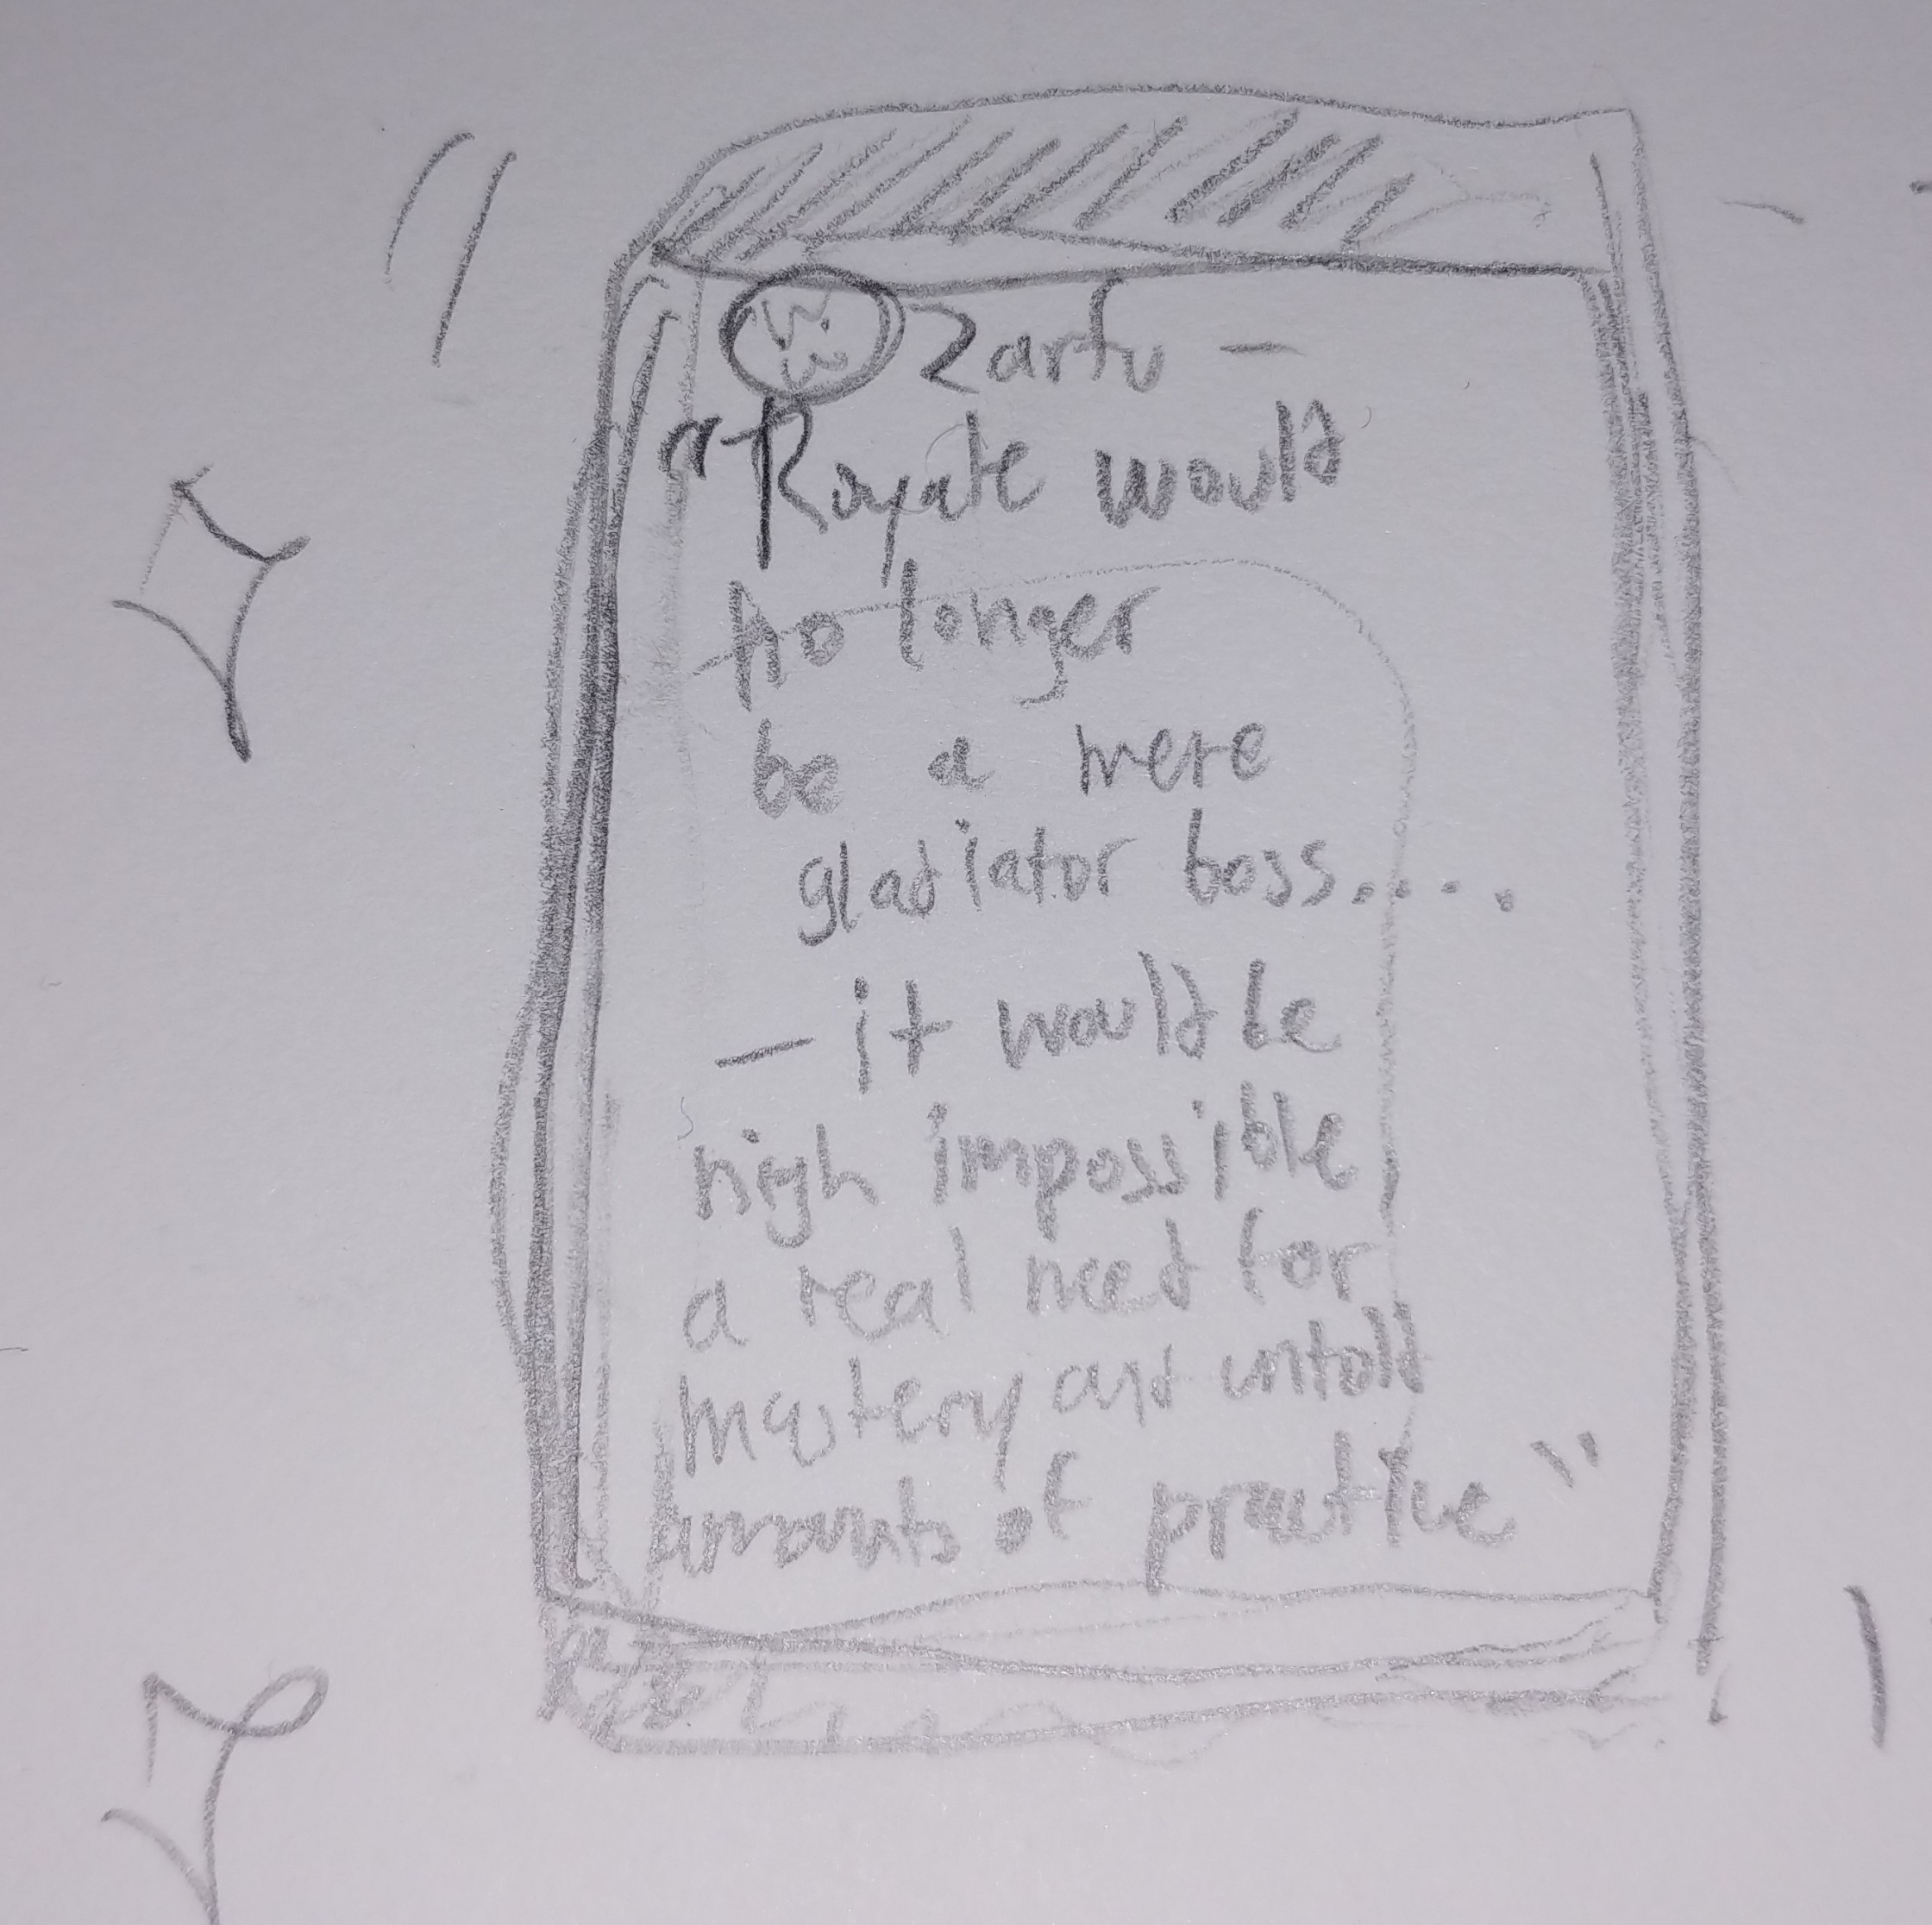 Zartu —
"Royale would
no longer
be a mere
gladiator boss....
— it would be
nigh impossible
a real need for
mastery and untold
amounts of practice"